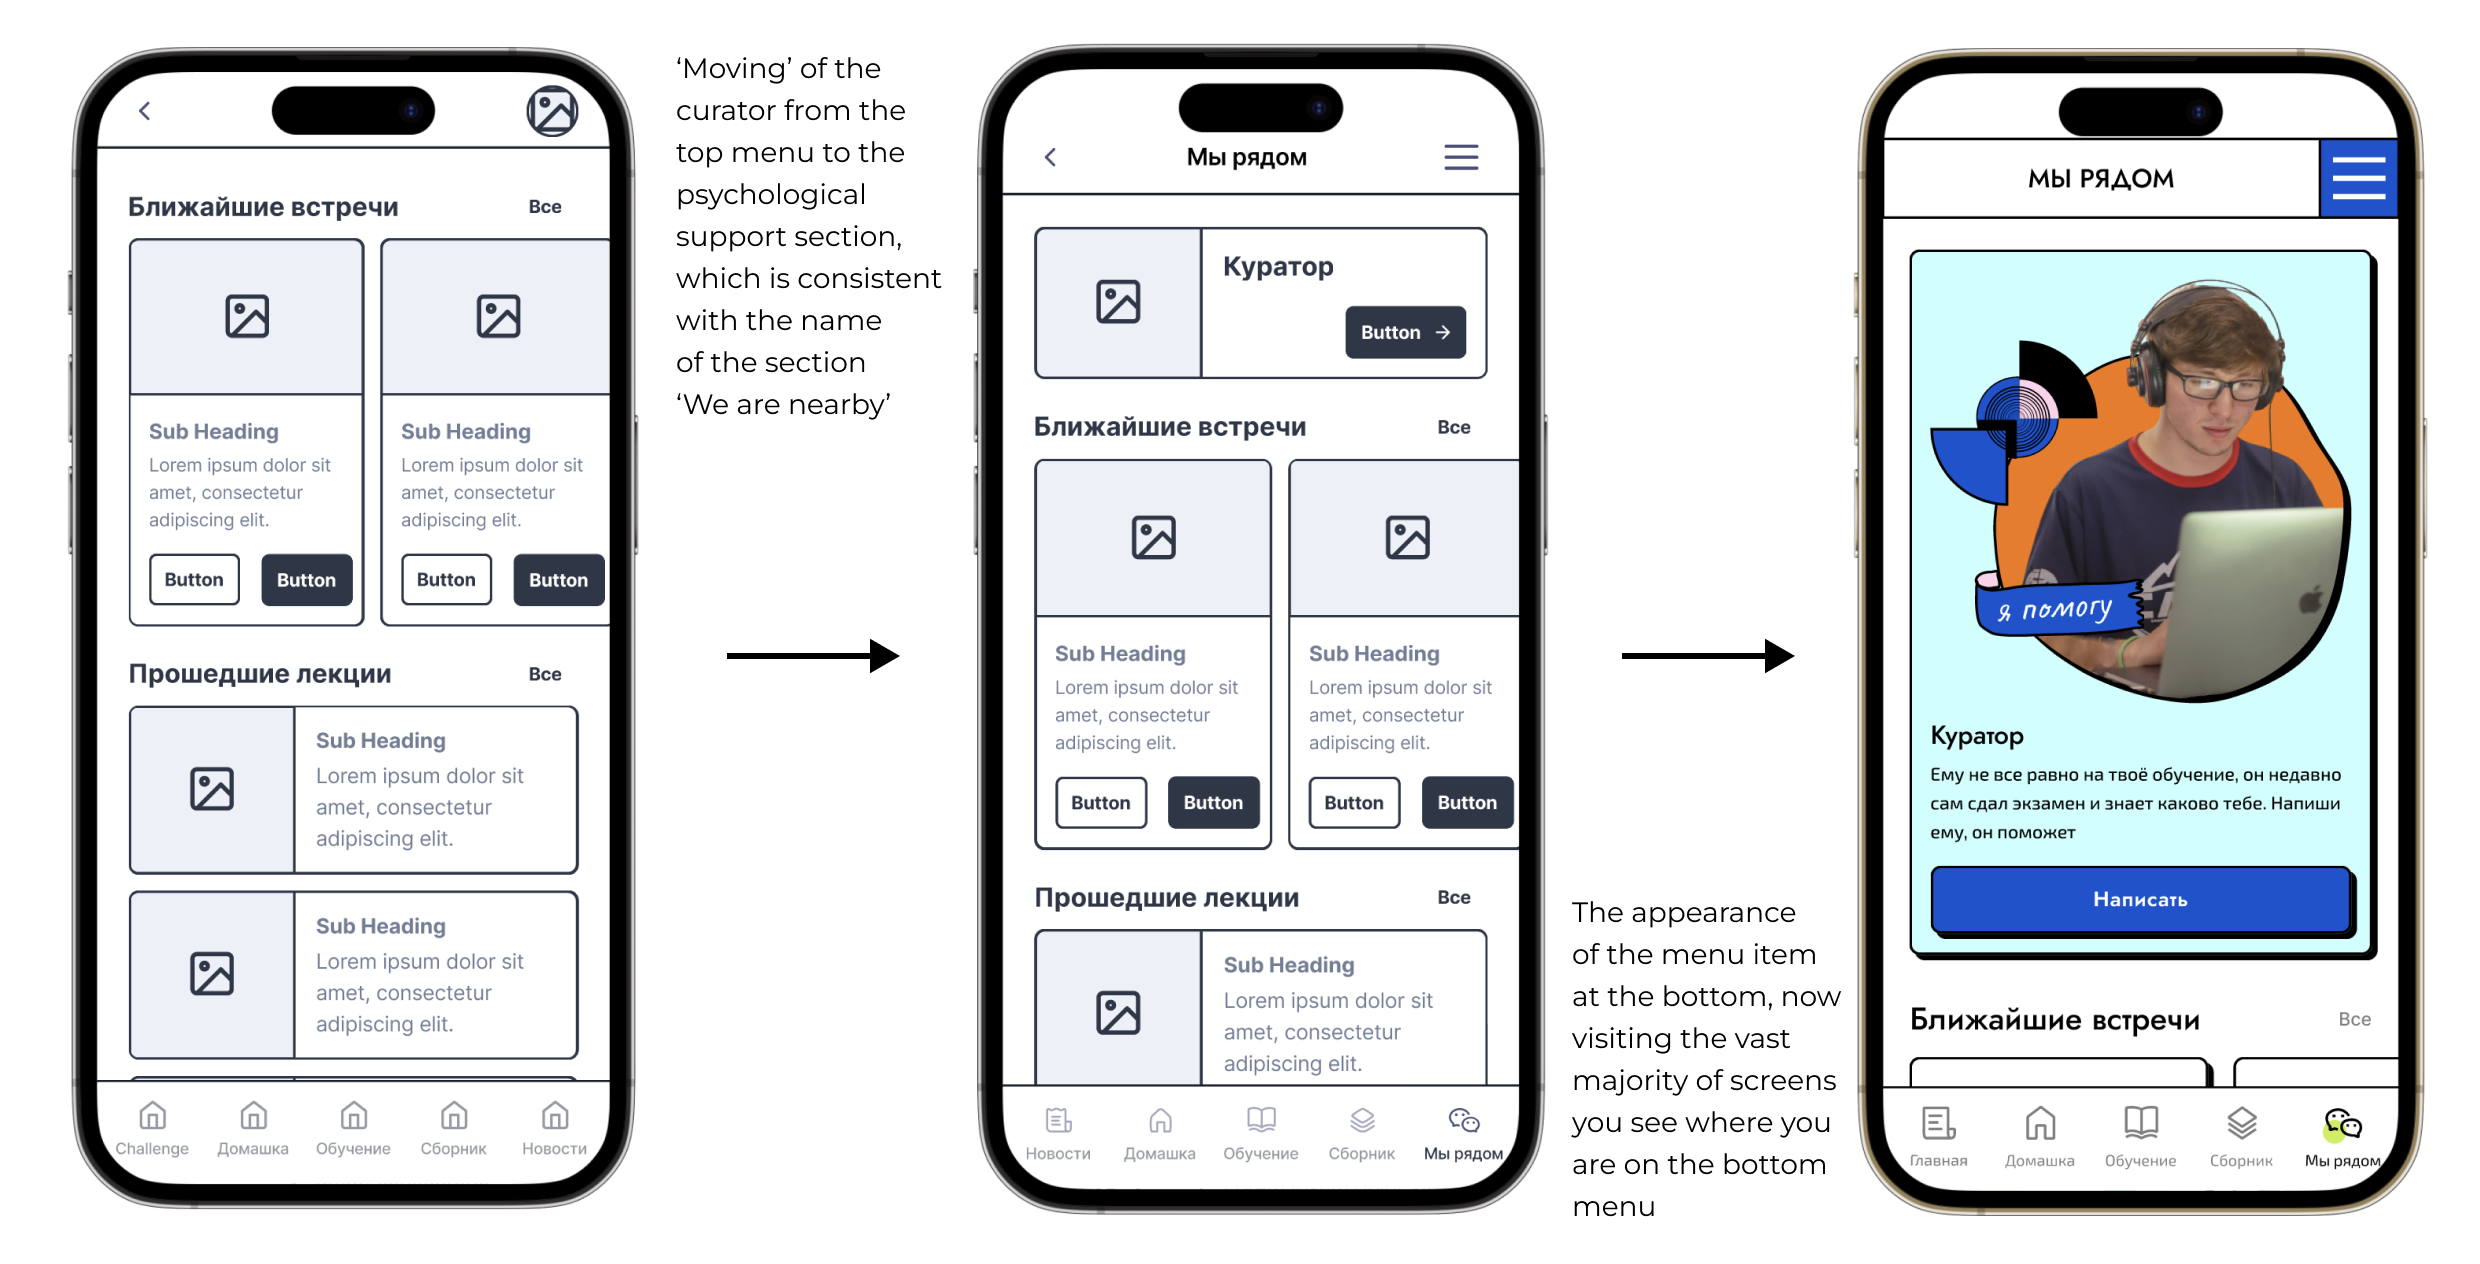 Ближайшие встречи
Все
Sub Heading
Lorem ipsum dolor sit
amet, consectetur
adipiscing elit.
Button
Button
Sub Heading
Lorem ipsum dolor sit
amet, consectetur
adipiscing elit.
Button
Button
Прошедшие лекции
Все
Sub Heading
Lorem ipsum dolor sit
amet, consectetur
adipiscing elit.
Sub Heading
Lorem ipsum dolor sit
amet, consectetur
adipiscing elit.
Challenge
Домашка
Обучение
Сборник
Новости
‘Moving’ of the
curator from the
top menu to the
psychological
support section,
which is consistent
with the name
of the section
‘We are nearby’
Мы рядом
Куратор
Button
Ближайшие встречи
Все
Sub Heading
Lorem ipsum dolor sit
amet, consectetur
adipiscing elit.
Button
Button
Sub Heading
Lorem ipsum dolor sit
amet, consectetur
adipiscing elit.
Button
Button
Прошедшие лекции
Все
Sub Heading
Lorem ipsum dolor sit
amet, consectetur
adipiscing elit.
Новости
Домашка
Обучение
Сборник
Мы рядом
The appearance
of the menu item
at the bottom, now
visiting the vast
majority of screens
you see where you
are on the bottom
menu
МЫ РЯДОМ
я помогу
Куратор
Ему не все равно на твоё обучение, он недавно
сам сдал экзамен и знает каково тебе. Напиши
ему, он поможет
Написать
Ближайшие встречи
Все
Главная
Домашка
Обучение
Сборник
Мы рядом